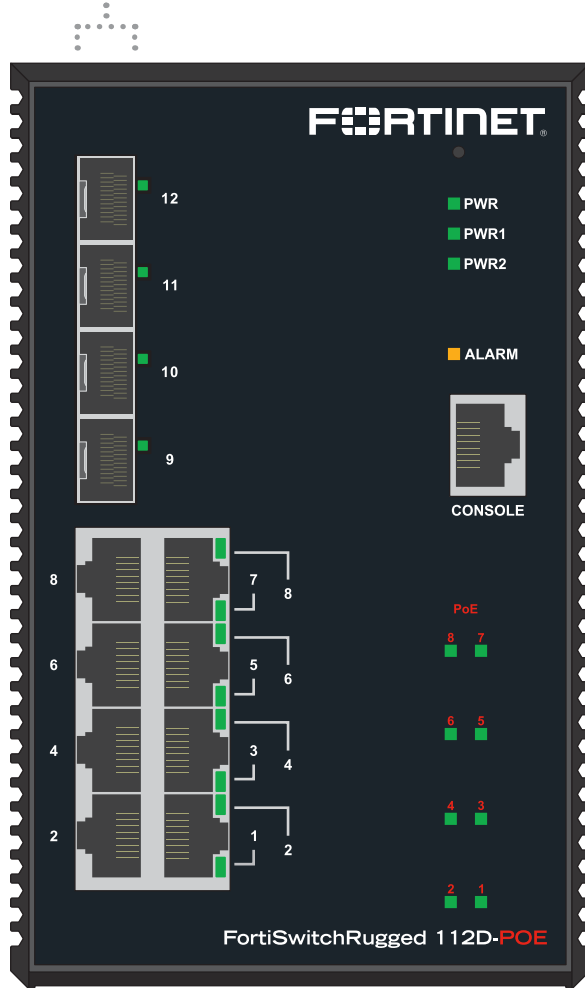 FORTINET®
12
PWR
PWR1
11
PWR2
10
ALARM
9
CONSOLE
8
7
8
PoE
8 7
6
5
6
6 5
4
3
4
4 3
2
1
2
2 1
FortiSwitchRugged 112D-POE